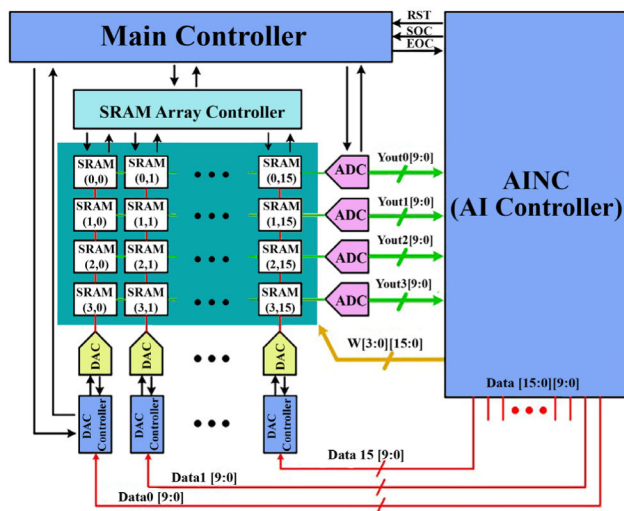 Main Controller
RST
SOC
EOC
SRAM Array Controller
SRAM
(0,0)
SRAM
(0,1)
SRAM
(0,15)
ADC
Yout0[9:0]
SRAM
(1,0)
SRAM
(1,1)
SRAM
(1,15)
ADC
Yout1[9:0]
AINC
(AI Controller)
SRAM
(2,0)
SRAM
(2,1)
SRAM
(2,15)
ADC
Yout2[9:0]
SRAM
(3,0)
SRAM
(3,1)
SRAM
(3,15)
ADC
Yout3[9:0]
DAC
DAC
DAC
W[3:0][15:0]
Data [15:0][9:0]
DAC
Controller
DAC
Controller
DAC
Controller
Data 15 [9:0]
Data1 [9:0]
Data0 [9:0]